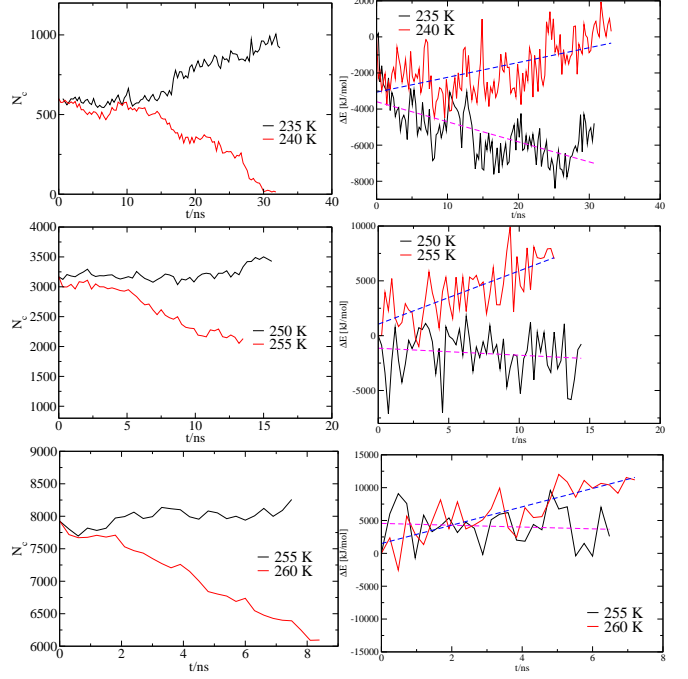 1000
500
0
N_c
0 10 20 30 40
t/ns
235 K
240 K
2000
0
-2000
-4000
-6000
-8000
ΔE [kJ/mol]
0 10 20 30 40
t/ns
235 K
240 K
4000
3500
3000
2500
2000
1500
1000
N_c
0 5 10 15 20
t/ns
250 K
255 K
10000
5000
0
-5000
ΔE [kJ/mol]
0 5 10 15 20
t/ns
250 K
255 K
9000
8500
8000
7500
7000
6500
6000
N_c
0 2 4 6 8
t/ns
255 K
260 K
15000
10000
5000
0
-5000
10000
15000
ΔE [kJ/mol]
0 2 4 6 8
t/ns
255 K
260 K